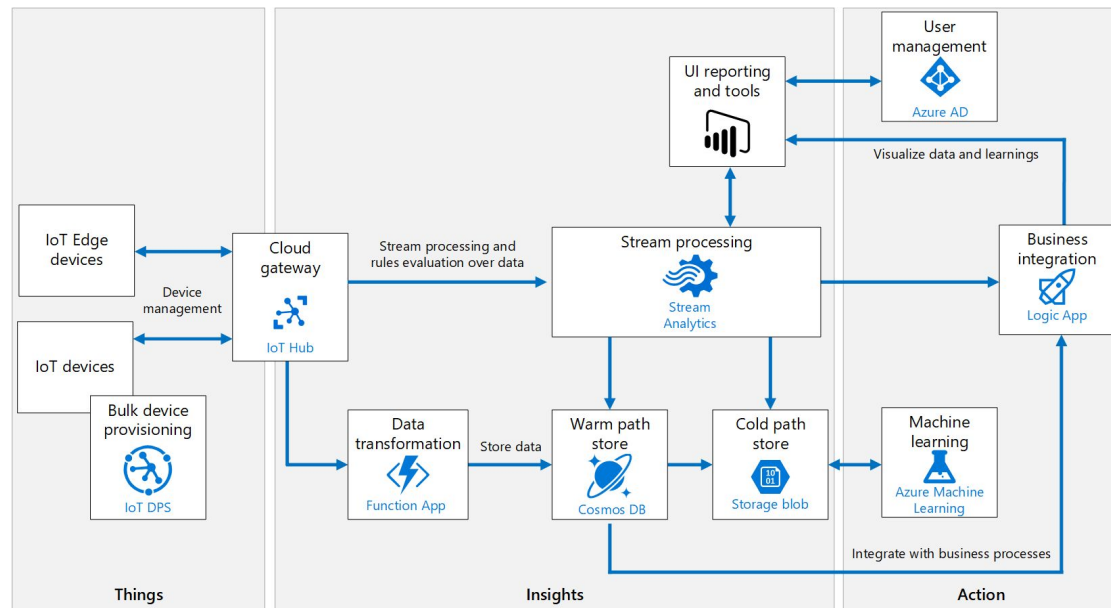 User
management
Azure AD
UI reporting
and tools
Visualize data and learnings
IoT Edge
devices
Cloud
gateway
IoT Hub
Stream processing and
rules evaluation over data
Stream processing
Stream
Analytics
Business
integration
Logic App
Device
management
IoT devices
Bulk device
provisioning
IoT DPS
Data
transformation
Function App
Store data
Warm path
store
Cosmos DB
Cold path
store
10
01
Storage blob
Machine
learning
Azure Machine
Learning
Integrate with business processes
Things
Insights
Action